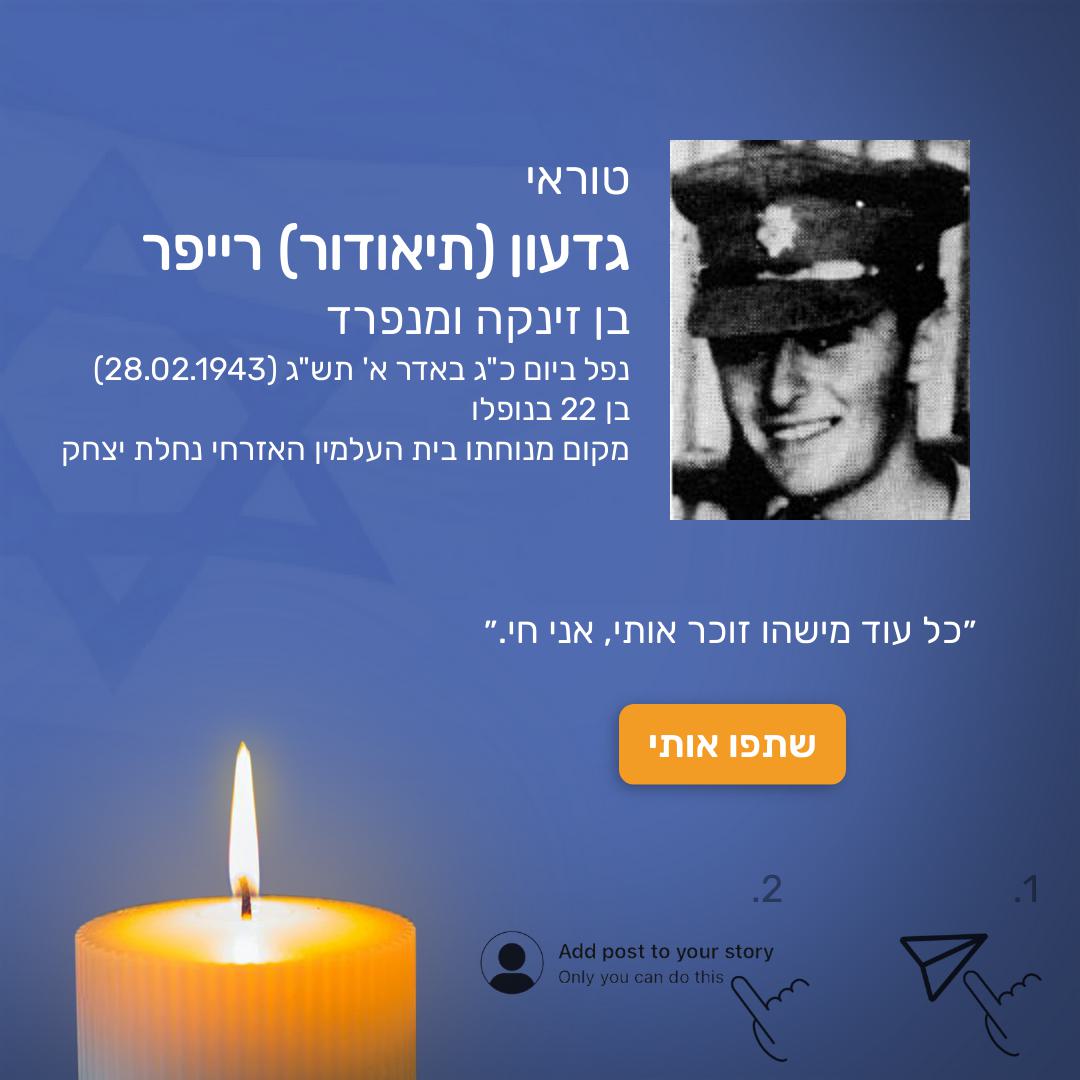 טוראי
גדעון (תיאודור) רייפר
בן זינקה ומנפרד
נפל ביום כ"ג באדר א' תש"ג (28.02.1943)
בן 22 בנופלו
מקום מנוחתו בית העלמין האזרחי נחלת יצחק
״כל עוד מישהו זוכר אותי, אני חי.״
שתפו אותי
1.
2.
Add post to your story
Only you can do this